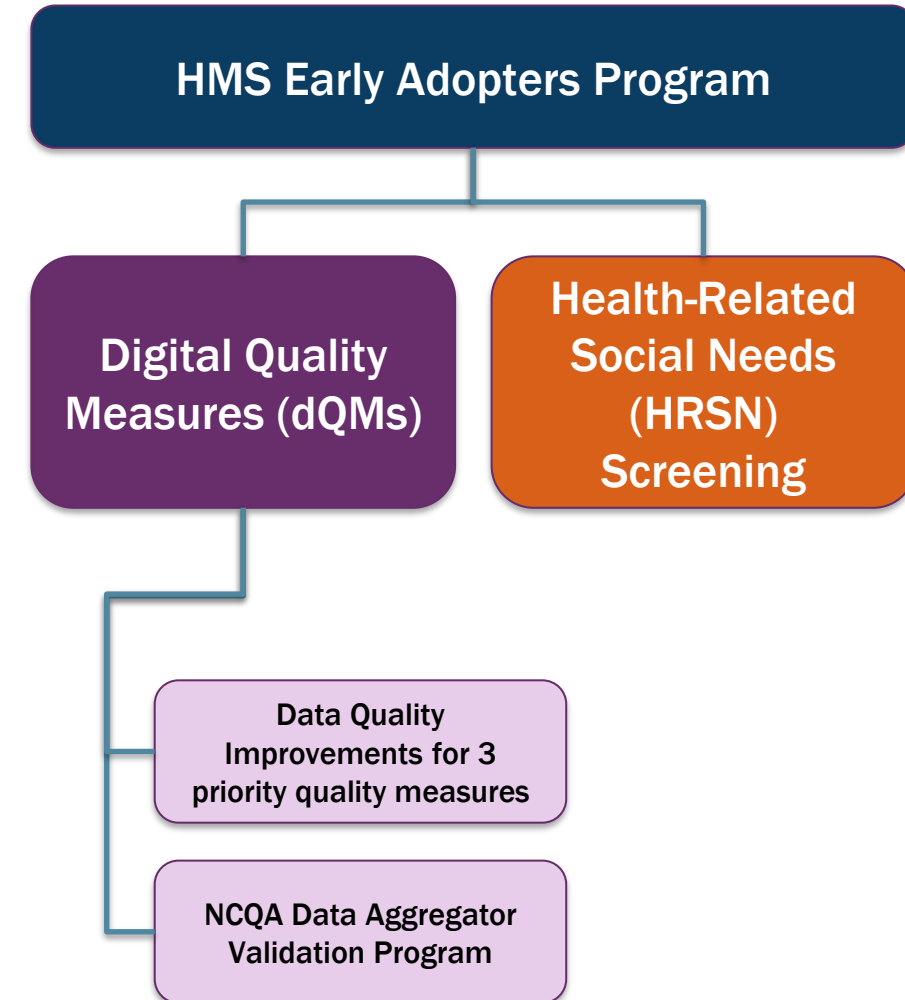 HMS Early Adopters Program
Digital Quality
Measures (dQMs)
Health-Related
Social Needs
(HRSN)
Screening
Data Quality
Improvements for 3
priority quality measures
NCQA Data Aggregator
Validation Program